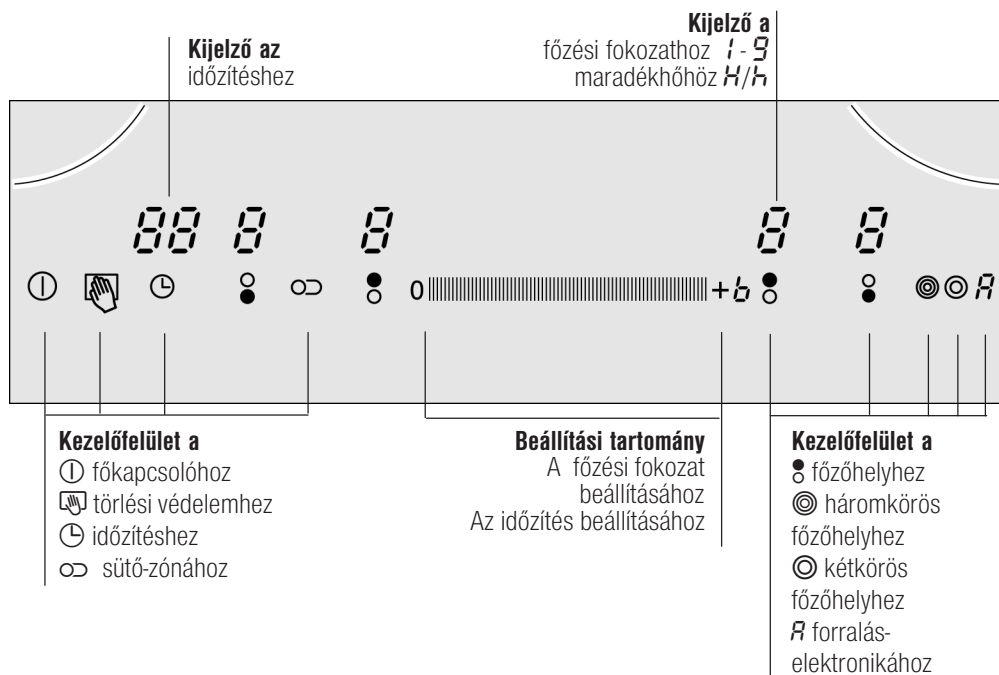 Kijelző az
időzítéshez
Kijelző a
főzési fokozathoz 1 - 9
maradékhőhöz H/h
88 8 8 8 8
0 + b A
Kezelőfelület a
főkapcsolóhoz
törlési védelemhez
időzítéshez
sütő-zónához
Beállítási tartomány
A főzési fokozat
beállításához
Az időzítés beállításához
Kezelőfelület a
főzőhelyhez
háromkörös
főzőhelyhez
kétkörös
főzőhelyhez
A forralás-
elektronikához